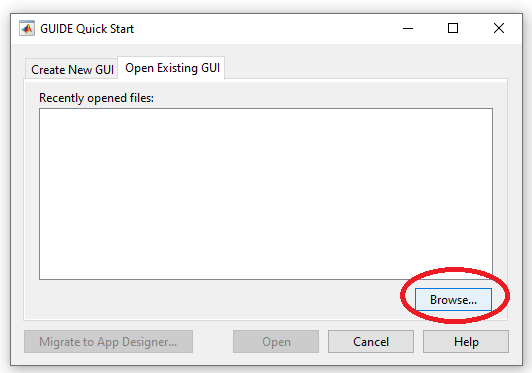 GUIDE Quick Start
Create New GUI Open Existing GUI
Recently opened files:
Browse...
Migrate to App Designer... Open Cancel Help